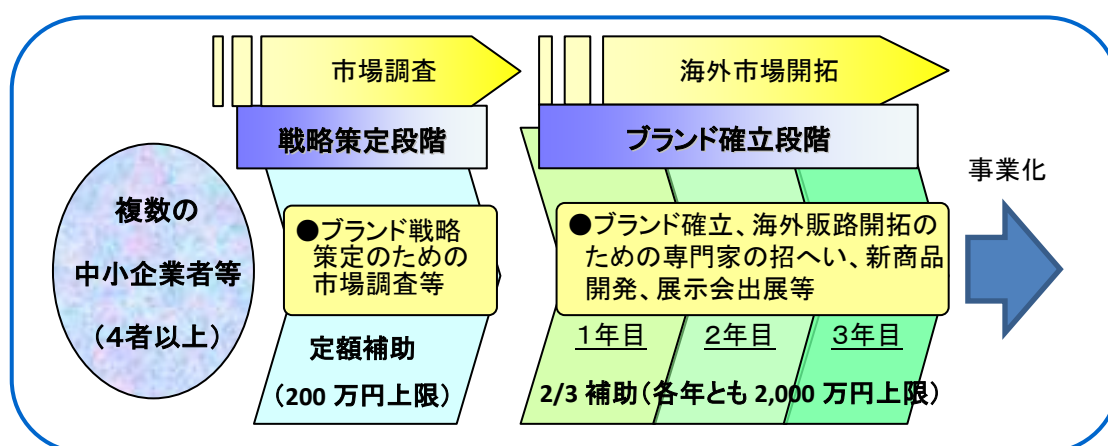 市場調査
海外市場開拓
戦略策定段階
ブランド確立段階
事業化
複数の
中小企業者等
（4者以上）
●ブランド戦略
策定のための
市場調査等
●ブランド確立、海外販路開拓の
ための専門家の招へい、新商品
開発、展示会出展等
1年目
2年目
3年目
定額補助
（200 万円上限）
2/3 補助（各年とも 2,000 万円上限）